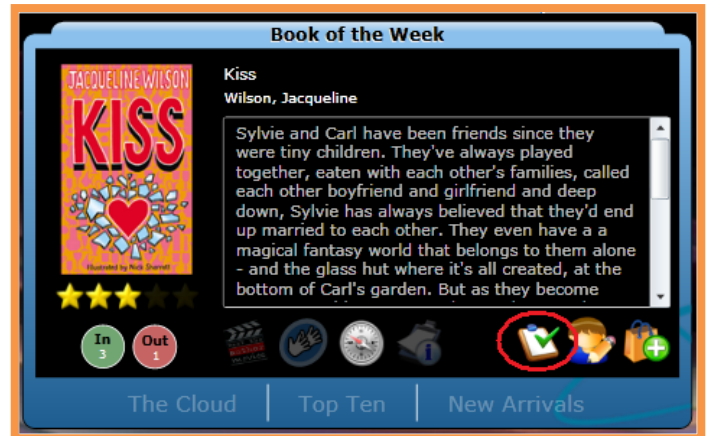 Book of the Week
JACQUELINE WILSON
KISS
Illustrated by Nick Sharratt
Kiss
Wilson, Jacqueline
Sylvie and Carl have been friends since they
were tiny children. They've always played
together, eaten with each other's families, called
each other boyfriend and girlfriend and deep
down, Sylvie has always believed that they'd end
up married to each other. They even have a a
magical fantasy world that belongs to them alone
- and the glass hut where it's all created, at the
bottom of Carl's garden. But as they become
In
3
Out
1
The Cloud
Top Ten
New Arrivals